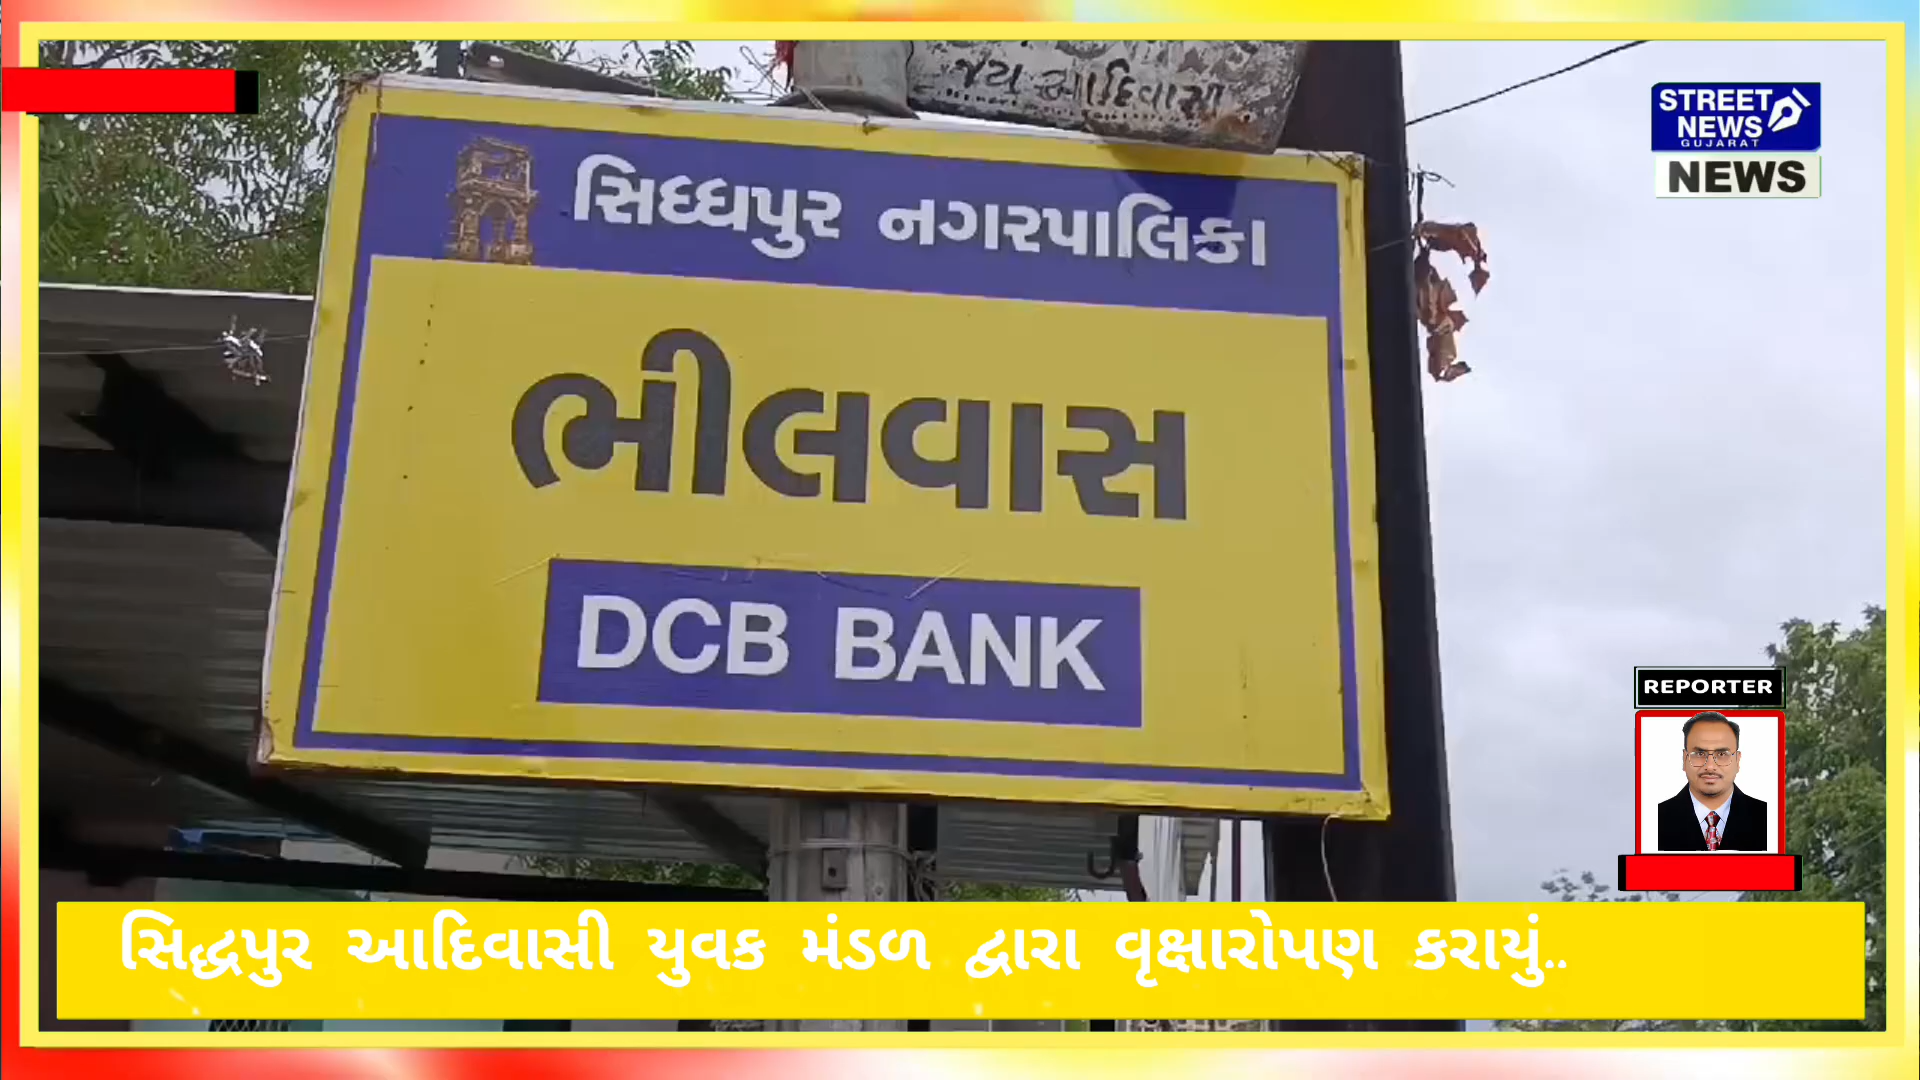 જય આદિવાસી
STREET
NEWS
GUJARAT
NEWS
સિધ્ધપુર નગરપાલિકા
ભીલવાસ
DCB BANK
REPORTER
સિદ્ધપુર આદિવાસી યુવક મંડળ દ્વારા વૃક્ષારોપણ કરાયું..